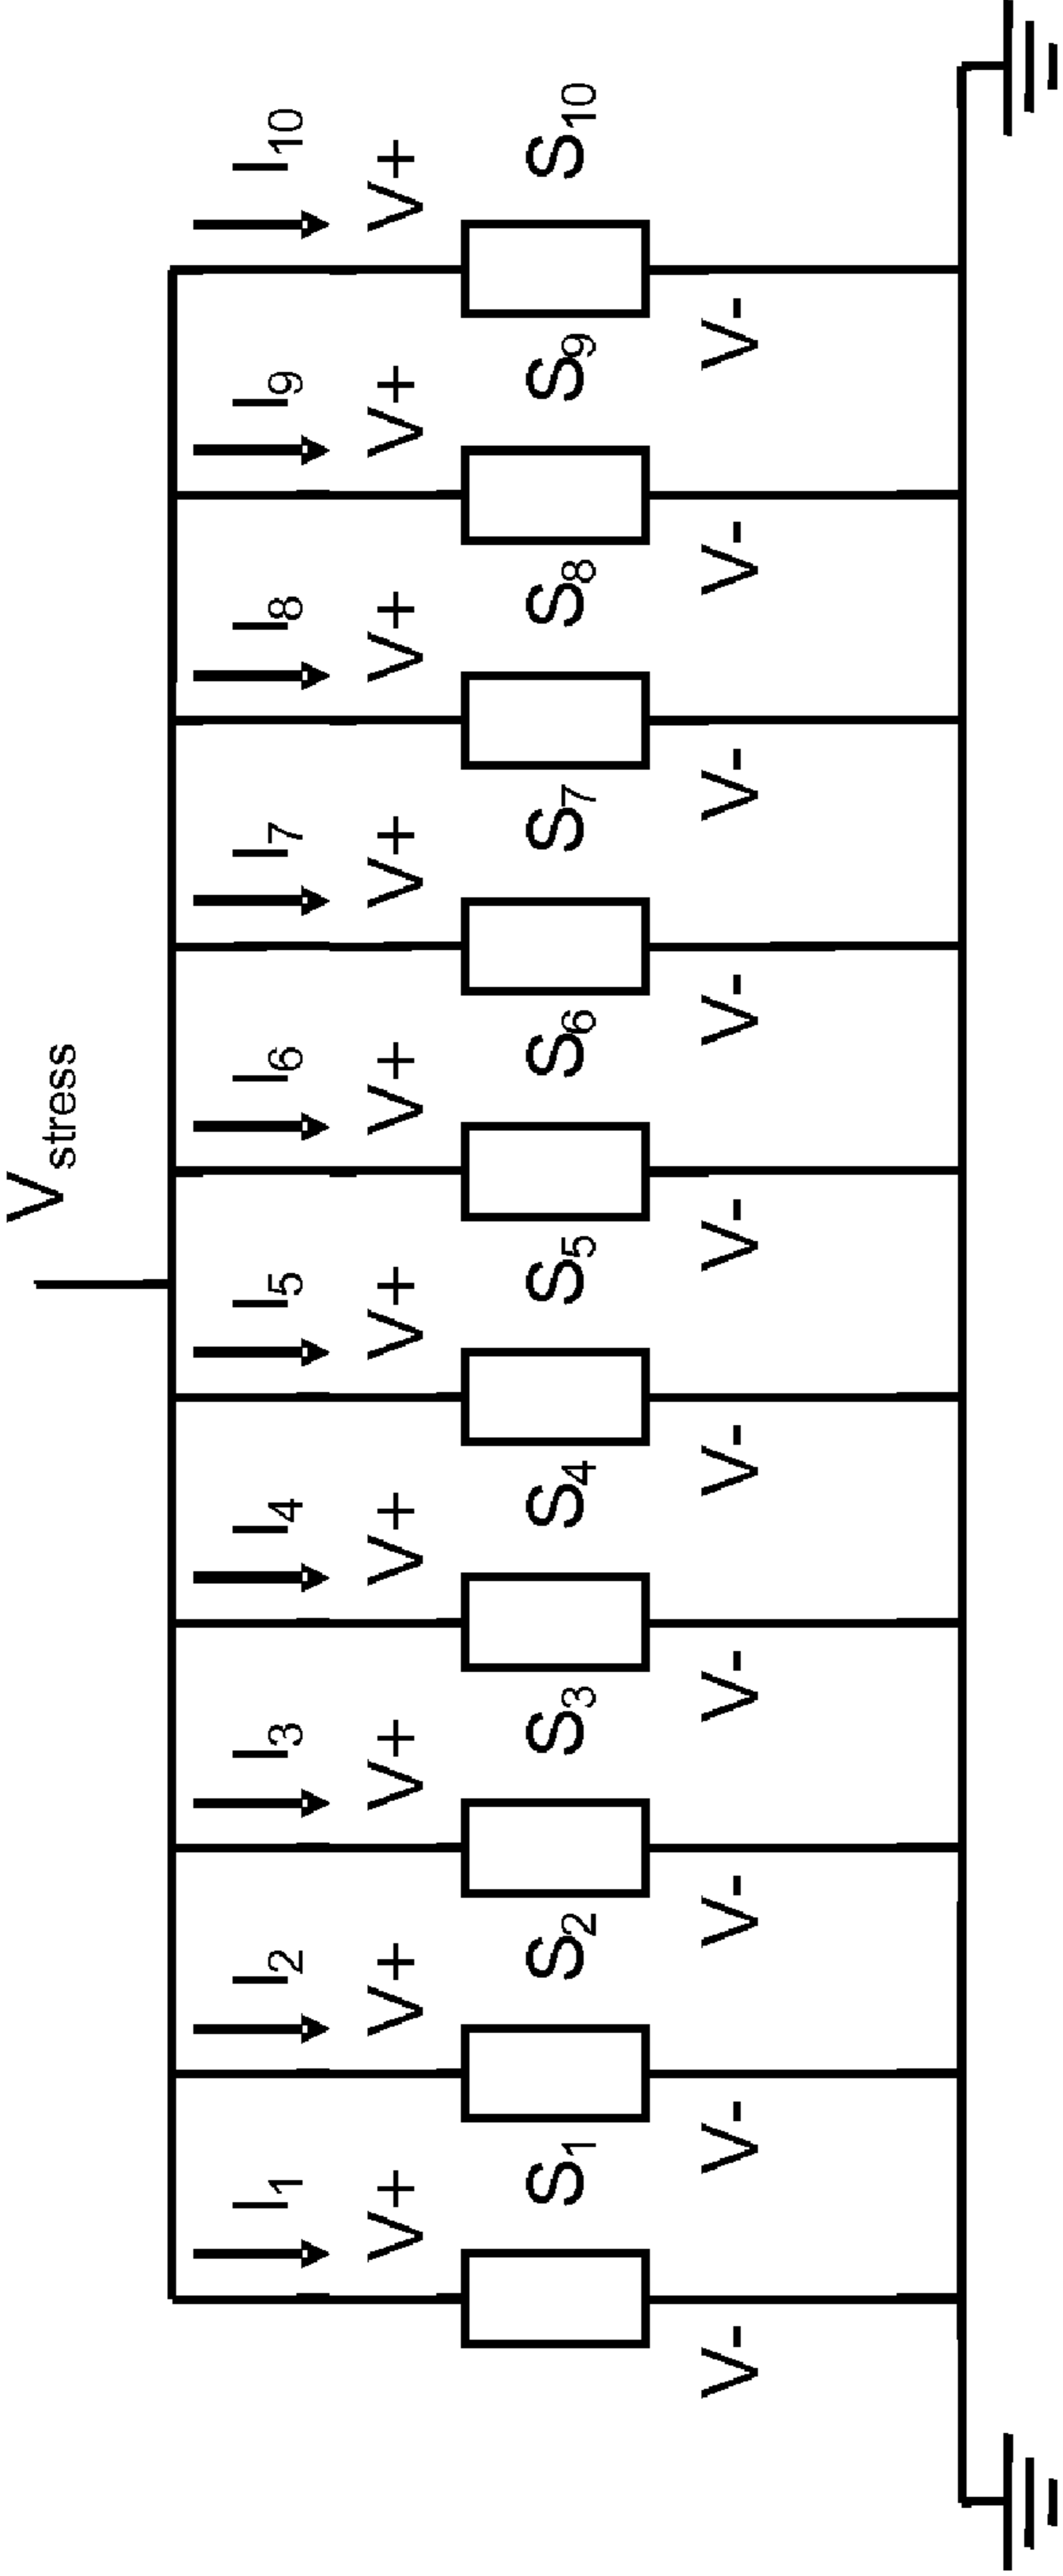 V stress
I1 I2 I3 I4 I5 I6 I7 I8 I9 I10
V+ V+ V+ V+ V+ V+ V+ V+ V+ V+
S1 S2 S3 S4 S5 S6 S7 S8 S9 S10
V- V- V- V- V- V- V- V- V- V-